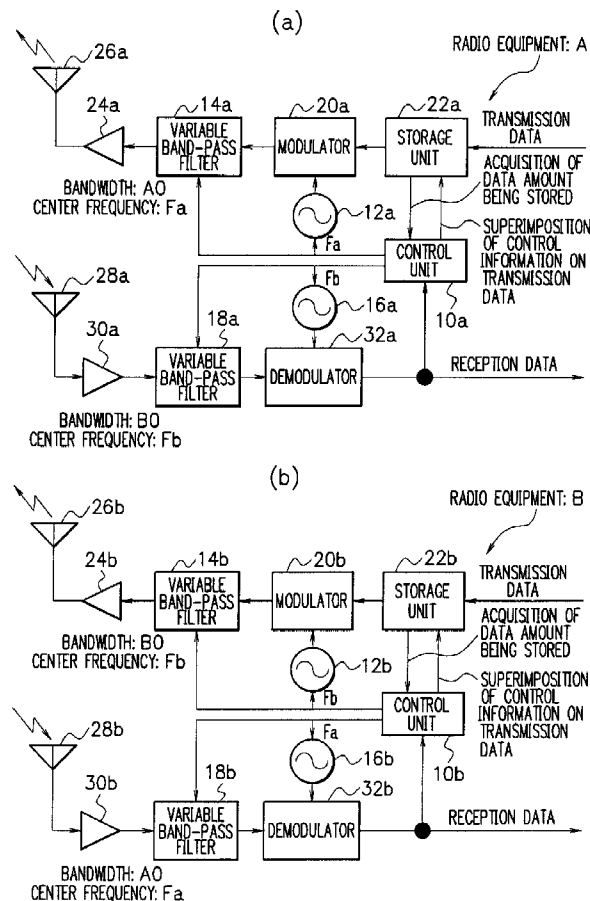 (a)
RADIO EQUIPMENT: A
26a
24a
14a
VARIABLE
BAND-PASS
FILTER
20a
MODULATOR
22a
STORAGE
UNIT
TRANSMISSION
DATA
ACQUISITION OF
DATA AMOUNT
BEING STORED
BANDWIDTH: A0
CENTER FREQUENCY: Fa
12a
Fa
SUPERIMPOSITION
OF CONTROL
INFORMATION ON
TRANSMISSION
DATA
CONTROL
UNIT
10a
28a
Fb
16a
30a
18a
VARIABLE
BAND-PASS
FILTER
32a
DEMODULATOR
RECEPTION DATA
BANDWIDTH: B0
CENTER FREQUENCY: Fb
(b)
RADIO EQUIPMENT: B
26b
24b
14b
VARIABLE
BAND-PASS
FILTER
20b
MODULATOR
22b
STORAGE
UNIT
TRANSMISSION
DATA
ACQUISITION OF
DATA AMOUNT
BEING STORED
BANDWIDTH: B0
CENTER FREQUENCY: Fb
12b
Fb
SUPERIMPOSITION
OF CONTROL
INFORMATION ON
TRANSMISSION
DATA
CONTROL
UNIT
10b
28b
Fa
16b
30b
18b
VARIABLE
BAND-PASS
FILTER
32b
DEMODULATOR
RECEPTION DATA
BANDWIDTH: A0
CENTER FREQUENCY: Fa